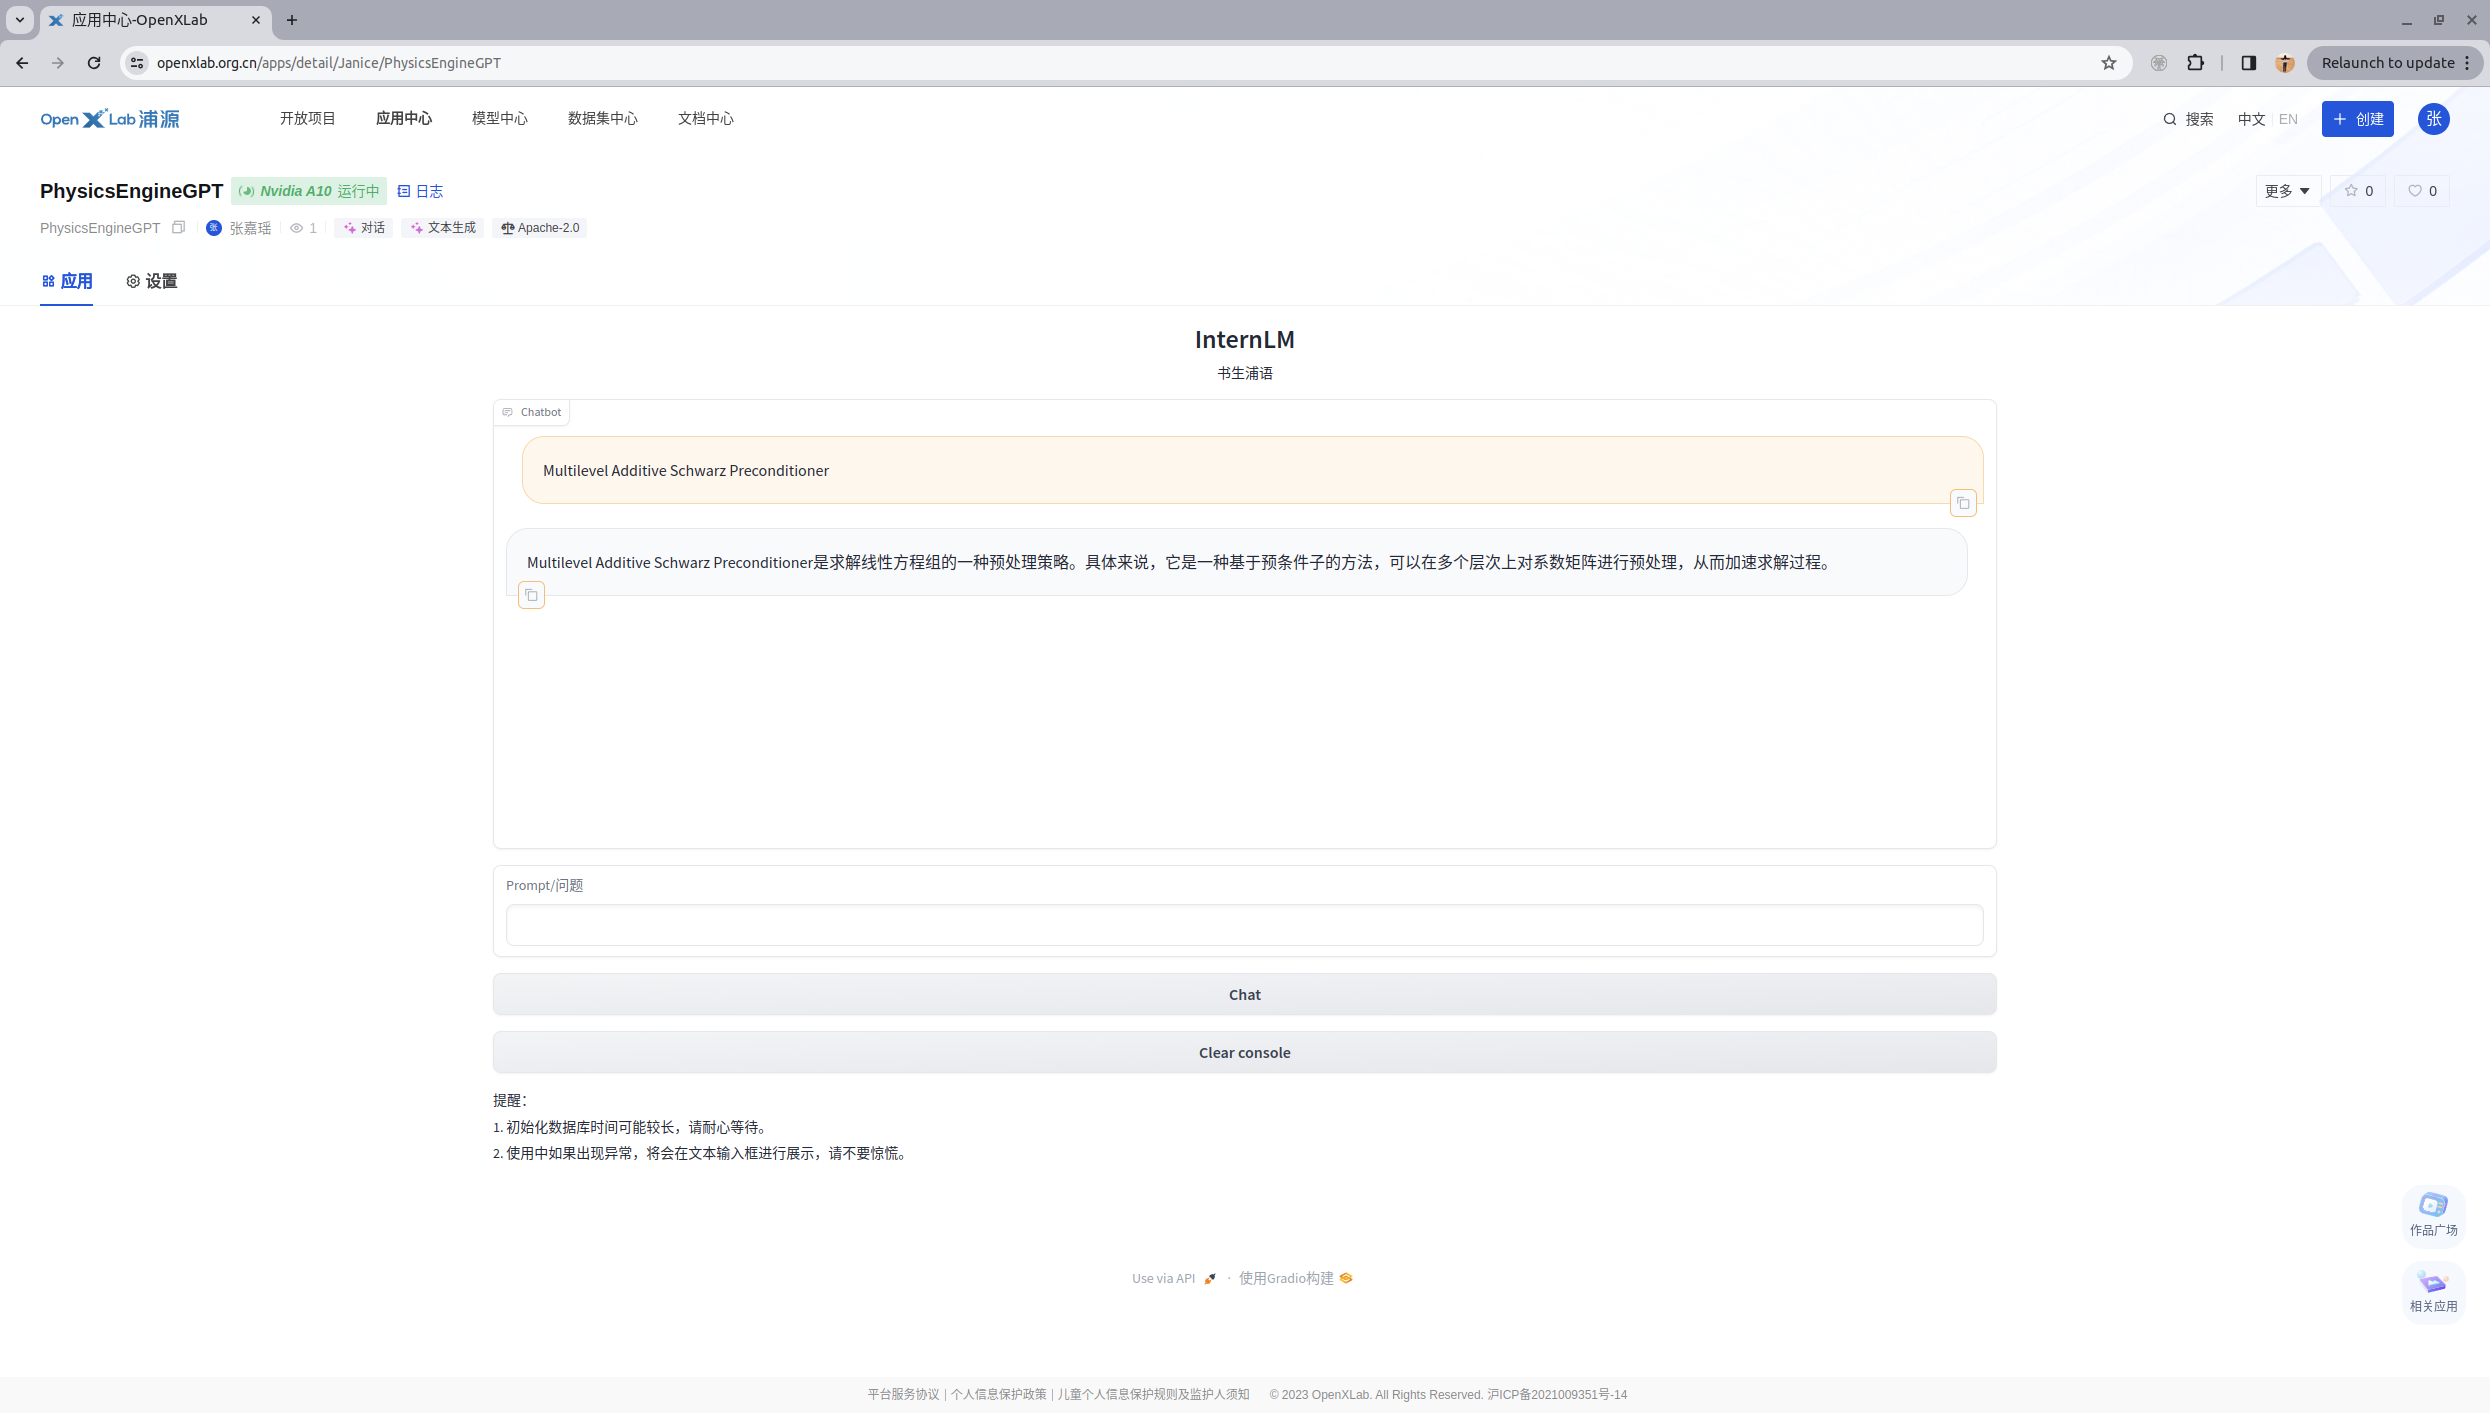 应用中心-OpenXLab
openxlab.org.cn/apps/detail/Janice/PhysicsEngineGPT
Relaunch to update
Open X Lab 浦源
开放项目 应用中心 模型中心 数据集中心 文档中心
搜索 中文 EN 创建 张
PhysicsEngineGPT Nvidia A10 运行中 日志
更多 0 0
PhysicsEngineGPT 张 张嘉瑶 1 对话 文本生成 Apache-2.0
应用 设置
InternLM
书生浦语
Chatbot
Multilevel Additive Schwarz Preconditioner
Multilevel Additive Schwarz Preconditioner是求解线性方程组的一种预处理策略。具体来说，它是一种基于预条件子的方法，可以在多个层次上对系数矩阵进行预处理，从而加速求解过程。
Prompt/问题
Chat
Clear console
提醒：
1. 初始化数据库时间可能较长，请耐心等待。
2. 使用中如果出现异常，将会在文本输入框进行展示，请不要惊慌。
作品广场
Use via API · 使用Gradio构建
相关应用
平台服务协议 | 个人信息保护政策 | 儿童个人信息保护规则及监护人须知 © 2023 OpenXLab. All Rights Reserved. 沪ICP备2021009351号-14